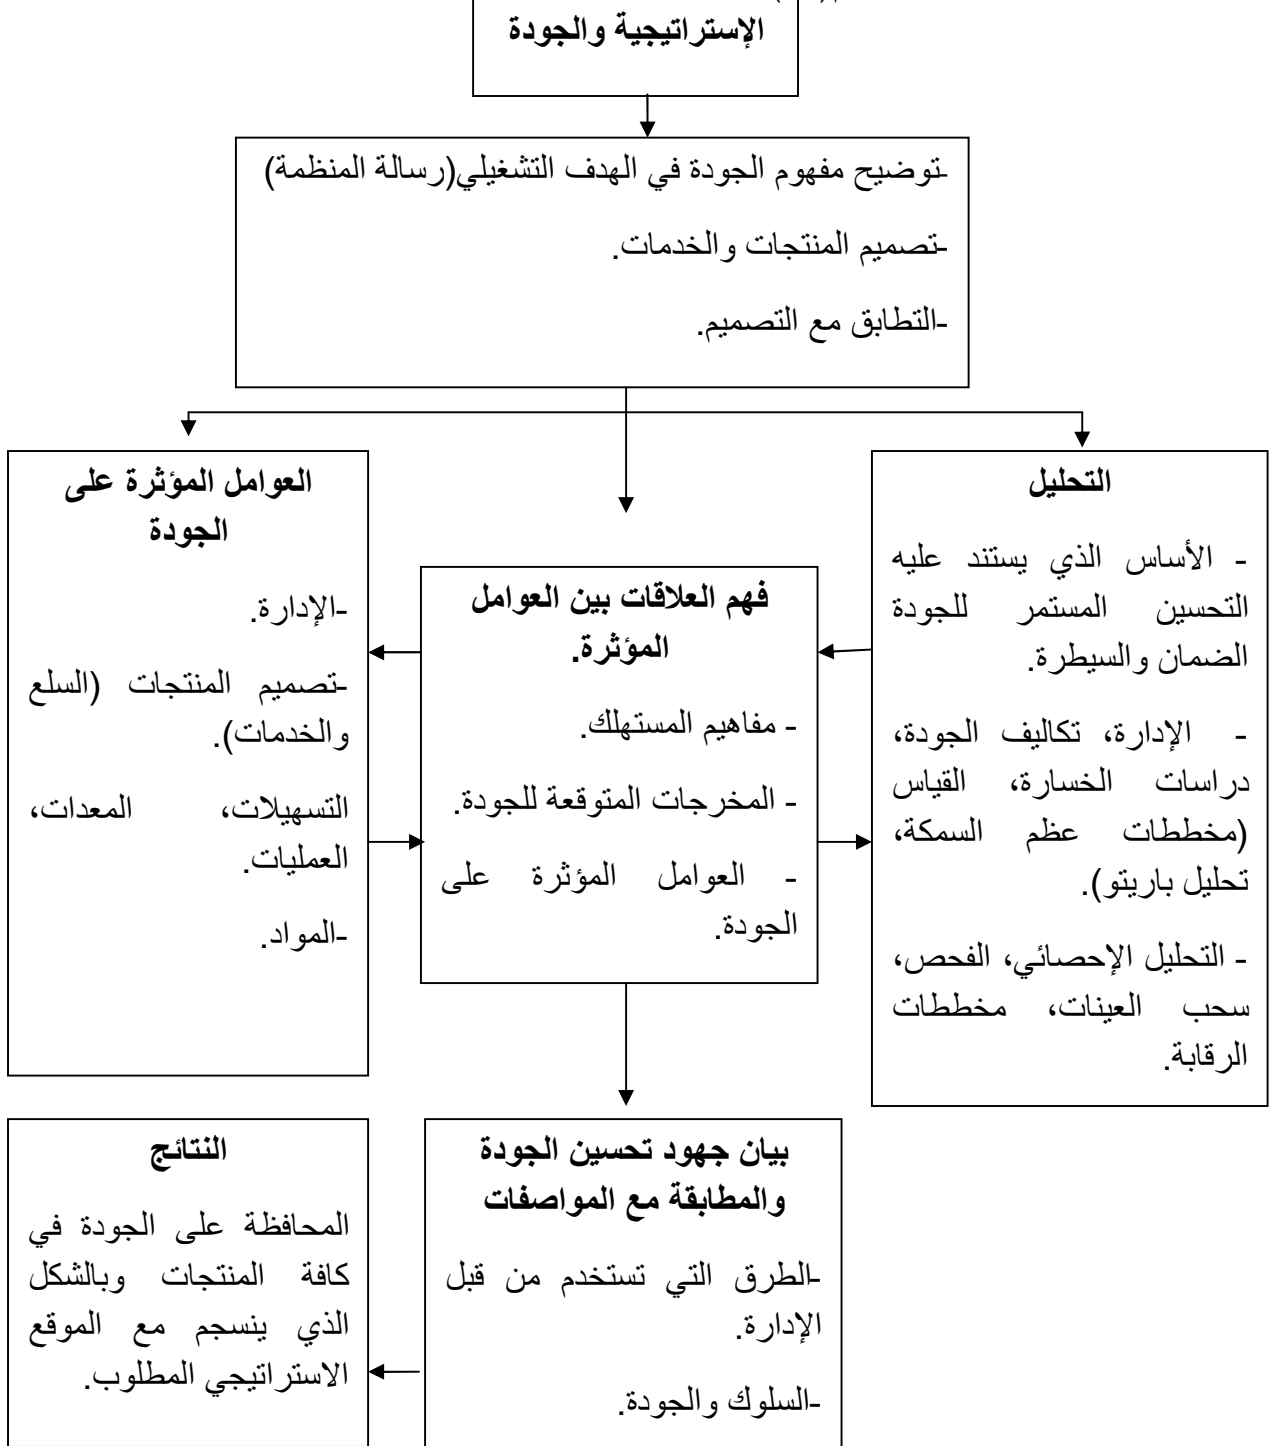 الإستراتيجية والجودة
-توضيح مفهوم الجودة في الهدف التشغيلي(رسالة المنظمة)
-تصميم المنتجات والخدمات.
-التطابق مع التصميم.
التحليل
- الأساس الذي يستند عليه
التحسين المستمر للجودة
الضمان والسيطرة.
- الإدارة، تكاليف الجودة،
دراسات الخسارة، القياس
(مخططات عظم السمكة،
تحليل باريتو).
- التحليل الإحصائي، الفحص،
سحب العينات، مخططات
الرقابة.
فهم العلاقات بين العوامل
المؤثرة.
- مفاهيم المستهلك.
- المخرجات المتوقعة للجودة.
- العوامل المؤثرة على
الجودة.
العوامل المؤثرة على
الجودة
-الإدارة.
-تصميم المنتجات (السلع
والخدمات).
التسهيلات، المعدات،
العمليات.
-المواد.
بيان جهود تحسين الجودة
والمطابقة مع المواصفات
-الطرق التي تستخدم من قبل
الإدارة.
-السلوك والجودة.
النتائج
المحافظة على الجودة في
كافة المنتجات وبالشكل
الذي ينسجم مع الموقع
الاستراتيجي المطلوب.